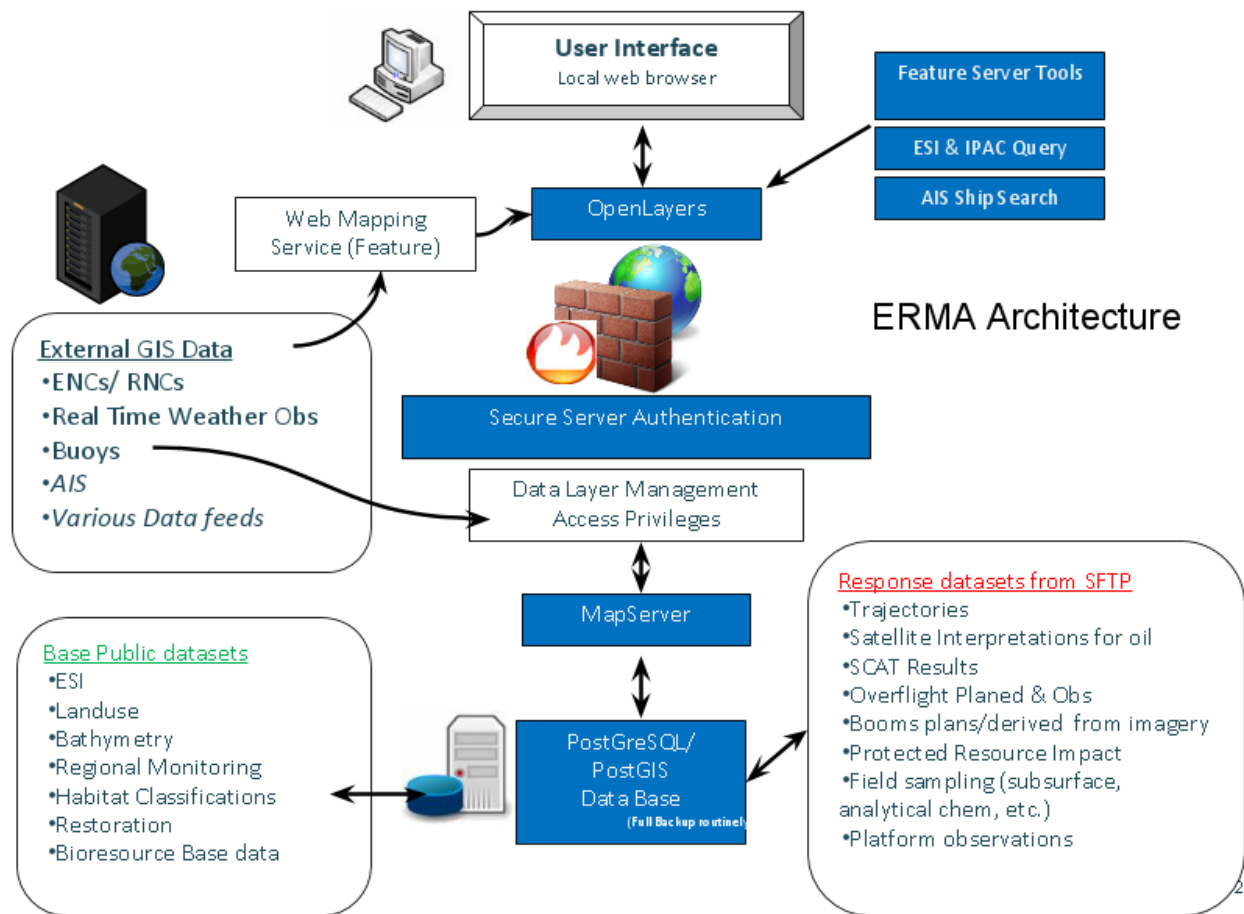 User Interface
Local web browser
Feature Server Tools
ESI & IPAC Query
AIS Ship Search
OpenLayers
Web Mapping
Service (Feature)
ERMA Architecture
External GIS Data
•ENCs/ RNCs
•Real Time Weather Obs
•Buoys
•AIS
•Various Data feeds
Secure Server Authentication
Data Layer Management
Access Privileges
MapServer
Response datasets from SFTP
•Trajectories
•Satellite Interpretations for oil
•SCAT Results
•Overflight Planed & Obs
•Booms plans/derived from imagery
•Protected Resource Impact
•Field sampling (subsurface,
analytical chem, etc.)
•Platform observations
Base Public datasets
•ESI
•Landuse
•Bathymetry
•Regional Monitoring
•Habitat Classifications
•Restoration
•Bioresource Base data
PostGreSQL/
PostGIS
Data Base
(Full Backup routinely
2